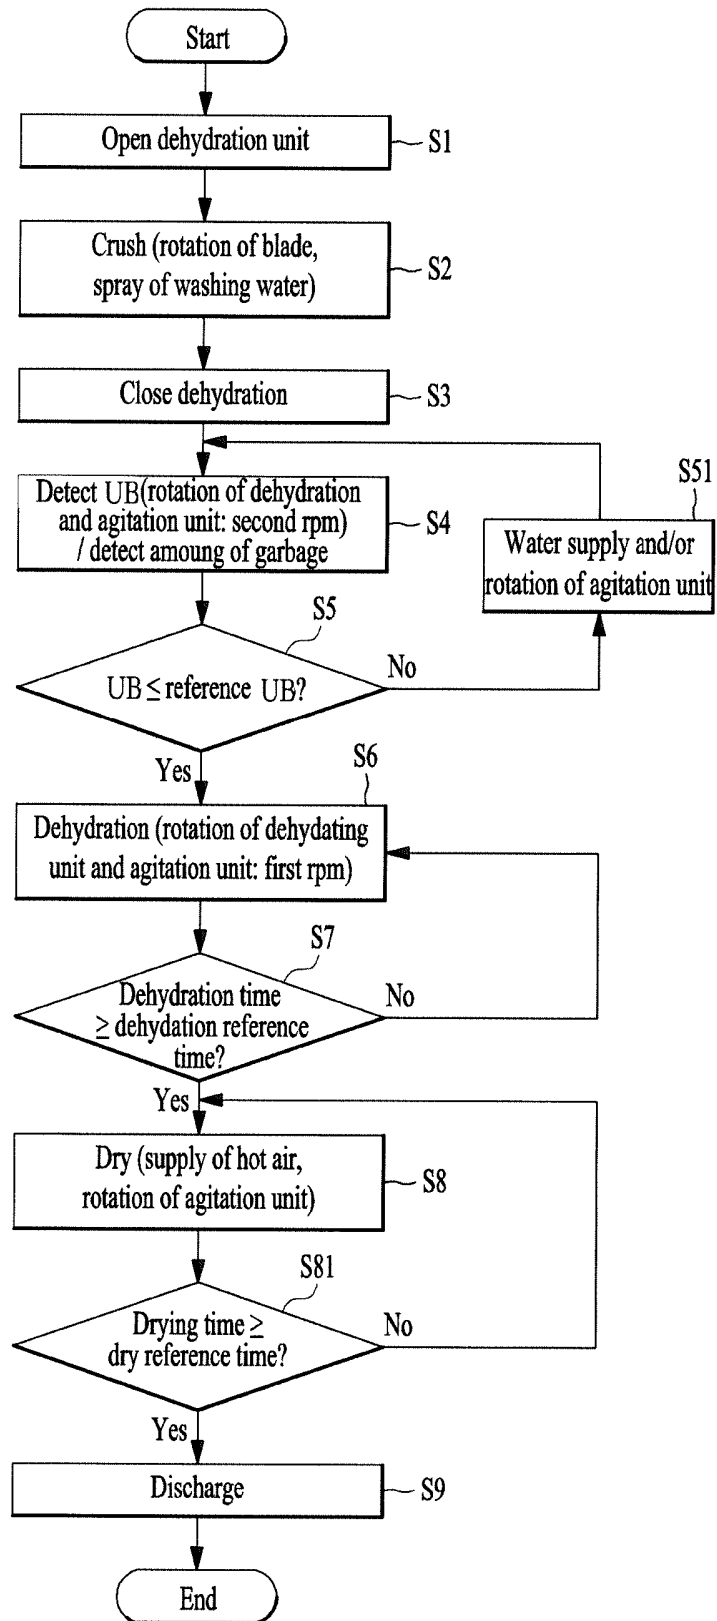 Start
Open dehydration unit
S1
Crush (rotation of blade,
spray of washing water)
S2
Close dehydration
S3
Detect UB(rotation of dehydration
and agitation unit: second rpm)
/ detect amoung of garbage
S4
S51
Water supply and/or
rotation of agitation unit
S5
UB ≤ reference UB?
No
Yes
S6
Dehydration (rotation of dehydating
unit and agitation unit: first rpm)
S7
Dehydration time
≥ dehydation reference
time?
No
Yes
Dry (supply of hot air,
rotation of agitation unit)
S8
S81
Drying time ≥
dry reference time?
No
Yes
Discharge
S9
End